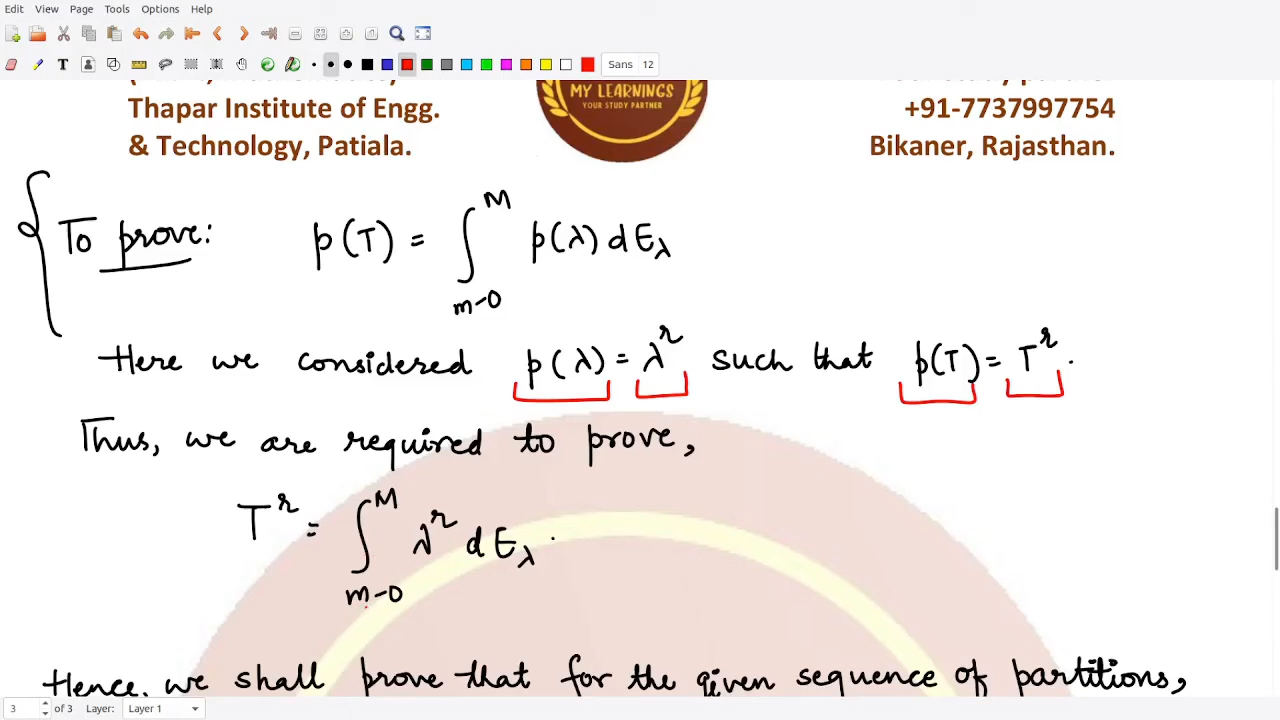 Edit View Page Tools Options Help
Sans 12
Thapar Institute of Engg.
& Technology, Patiala.
MY LEARNINGS
YOUR STUDY PARTNER
+91-7737997754
Bikaner, Rajasthan.
To prove: p(T) = ∫_{m-0}^{M} p(λ) dE_λ
Here we considered p(λ) = λ^r such that p(T) = T^r.
Thus, we are required to prove,
T^r = ∫_{m-0}^{M} λ^r dE_λ.
Hence, we shall prove that for the given sequence of partitions,
3 of 3 Layer: Layer 1